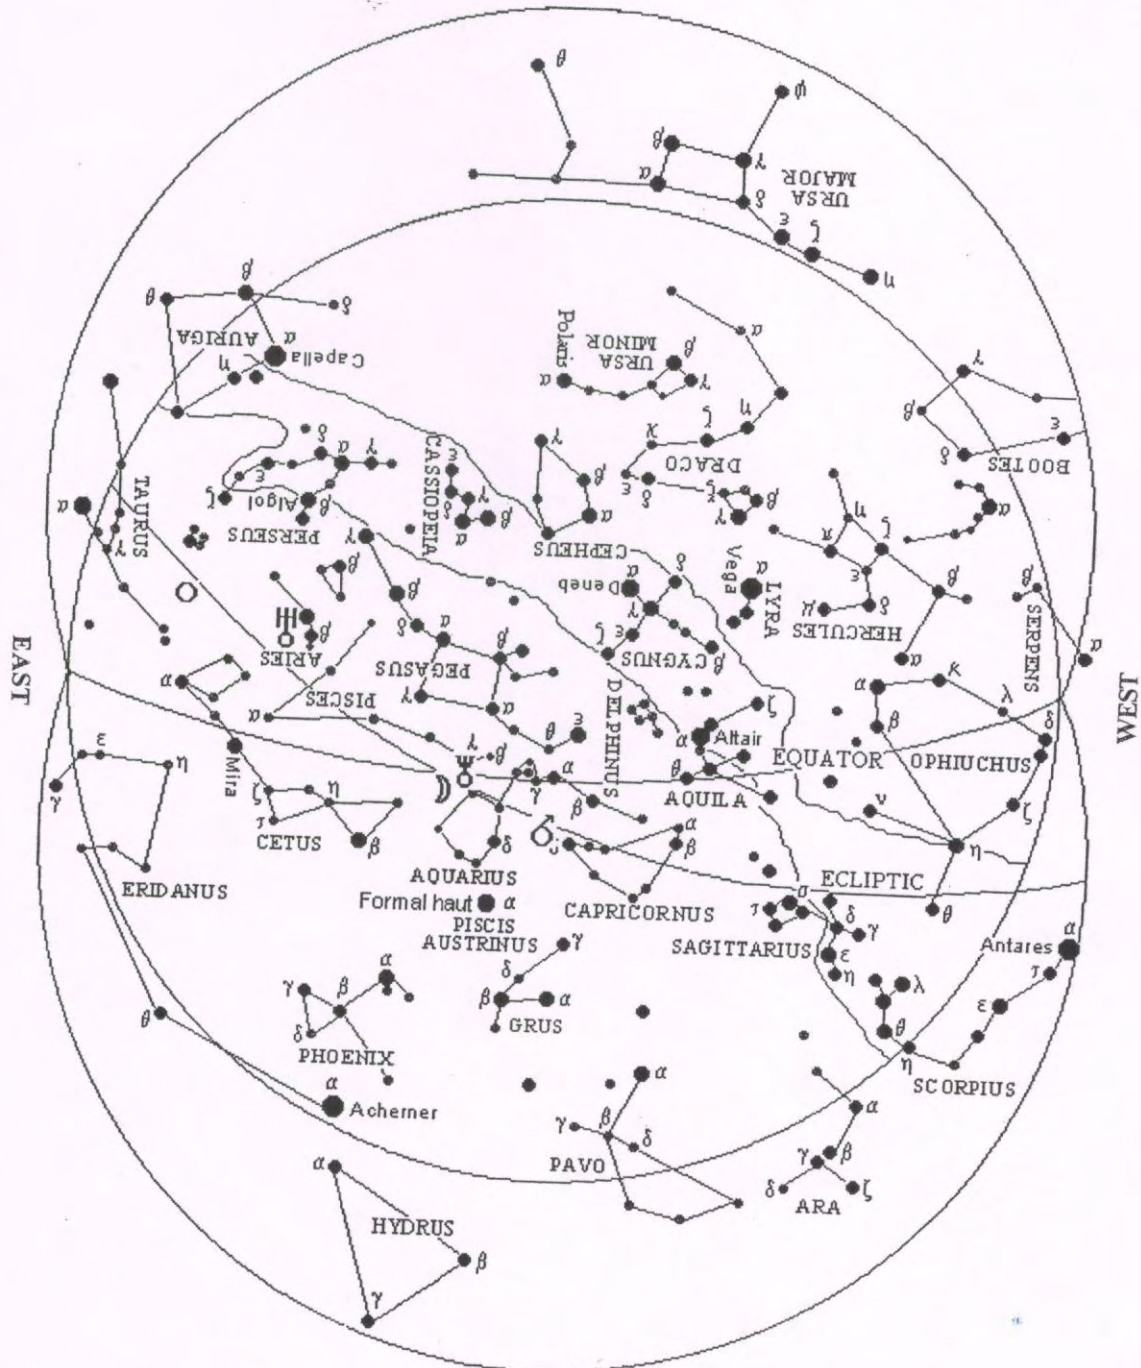 θ
φ
β
γ
α
δ
URSA
MAJOR
ε
ζ
η
β
θ
δ
α
AURIGA
Capella
η
Polaris
α
URSA
MINOR
β
γ
α
η
ζ
χ
DRACO
ε
δ
ξ
β
γ
γ
β
δ
ε
BOOTES
α
TAURUS
α
γ
δ
α
γ
ε
ζ
Algol
β
PERSEUS
CASSIOPEIA
ε
γ
δ
α
β
γ
β
α
CEPHEUS
γ
β
δ
α
β
β
ARIES
PEGASUS
β
γ
α
θ
ε
α
Deneb
δ
γ
ε
ζ
β
CYGNUS
α
Vega
LYRA
η
π
ζ
ε
δ
μ
β
α
HERCULES
β
α
SERPENS
EAST
WEST
α
Mira
PISCES
α
γ
β
DELPHINUS
ζ
α
Altair
θ
AQUILA
EQUATOR
α
κ
β
λ
δ
OPHIUCHUS
ν
ζ
η
θ
ε
η
γ
ERIDANUS
ζ
η
τ
β
CETUS
γ
α
β
δ
AQUARIUS
Formal haut
α
PISCIS
AUSTRINUS
α
β
CAPRICORNUS
ECLIPTIC
σ
τ
δ
γ
ε
η
SAGITTARIUS
Antares
α
τ
ε
λ
θ
η
SCORPIUS
γ
β
α
δ
PHOENIX
γ
δ
β
α
GRUS
θ
α
Acherner
α
γ
β
δ
PAVO
α
β
γ
δ
ζ
ARA
α
HYDRUS
β
γ